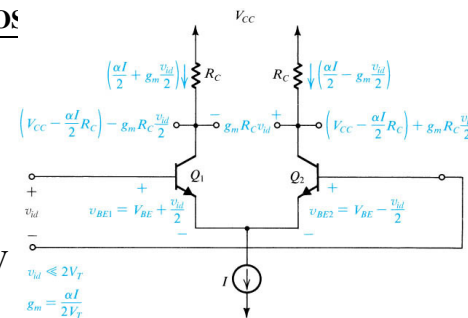 OS
V_CC
(αI/2 + g_m v_id/2) R_C R_C (αI/2 − g_m v_id/2)
(V_CC − αI/2 R_C) − g_m R_C v_id/2 − g_m R_C v_id + (V_CC − αI/2 R_C) + g_m R_C v_id/2
Q_1 Q_2
+ + +
v_id v_BE1 = V_BE + v_id/2 v_BE2 = V_BE − v_id/2
− − −
v_id ≪ 2V_T I
g_m = αI/2V_T